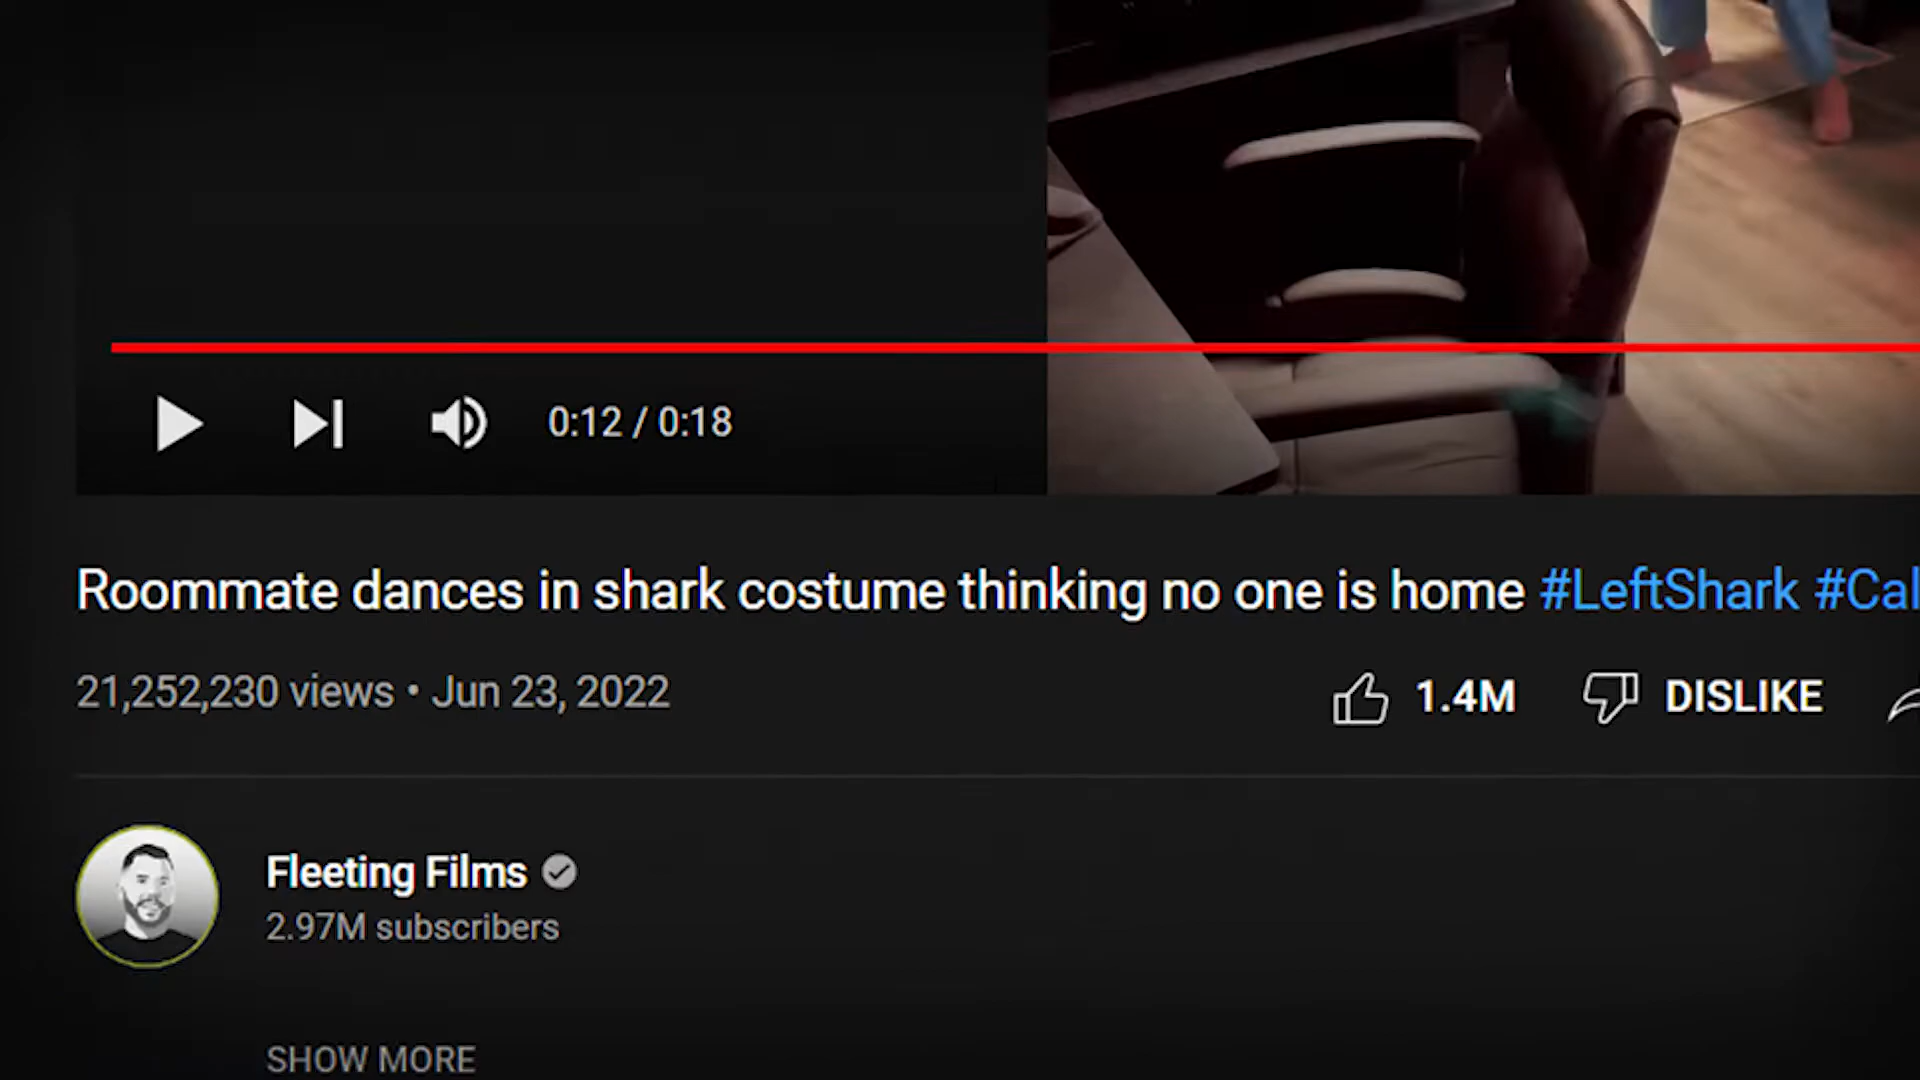 0:12 / 0:18
Roommate dances in shark costume thinking no one is home #LeftShark #Cal
21,252,230 views • Jun 23, 2022
1.4M
DISLIKE
Fleeting Films
2.97M subscribers
SHOW MORE